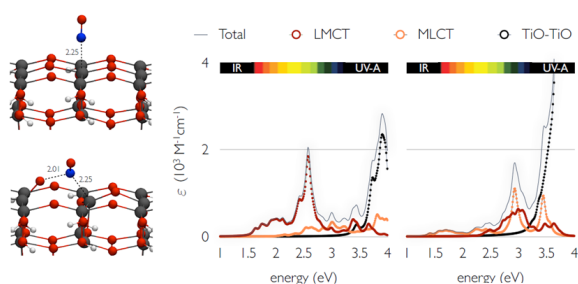 Total LMCT MLCT TiO-TiO
2.25
IR UV-A IR UV-A
4
2
0
ε (10³ M⁻¹cm⁻¹)
2.01
2.25
1 1.5 2 2.5 3 3.5 4 1 1.5 2 2.5 3 3.5 4
energy (eV) energy (eV)